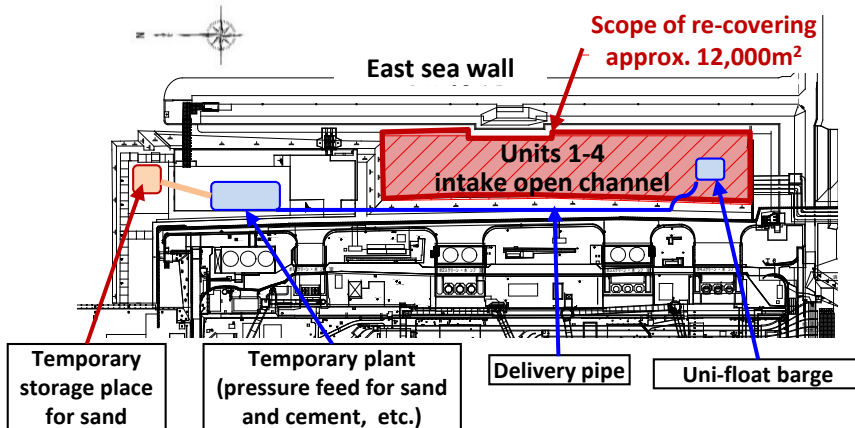 N
Scope of re-covering
approx. 12,000m²
East sea wall
Units 1-4
intake open channel
Temporary
storage place
for sand
Temporary plant
(pressure feed for sand
and cement, etc.)
Delivery pipe
Uni-float barge